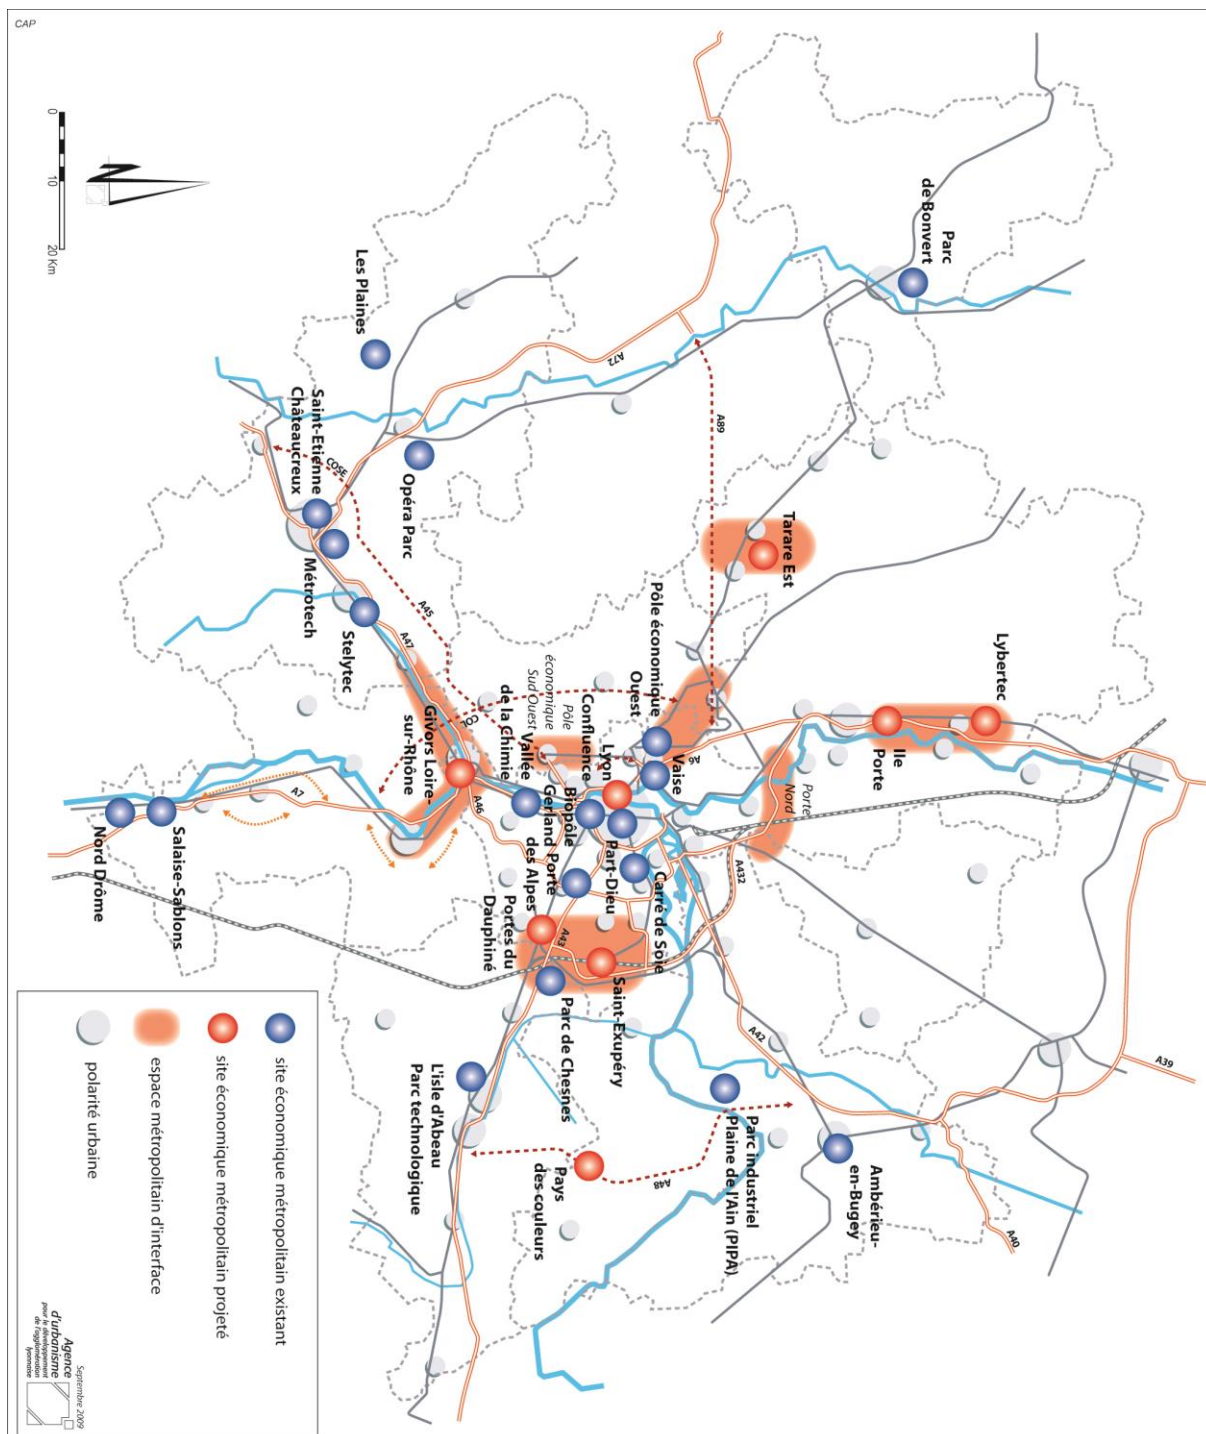 CAP
0
10
20 Km
Parc
de Bonvert
Les Plaines
A72
A89
Saint-Etienne
Châteaucreux
COSE
Opéra Parc
Métrotech
Stelytec
A45
A47
Tarare Est
Lybertec
Ile
Porte
Porte
Nord
Pôle économique
Ouest
Vaise
A6
Pôle
économique
Sud Ouest
Confluence
Lyon
Vallée
de la Chimie
Biopôle
Gerland
Part-Dieu
Carré de Soie
Porte
des Alpes
COL
Givors Loire-
sur-Rhône
A46
A7
Salaise-Sablons
Nord Drôme
A432
A43
Portes du
Dauphiné
Saint-Exupéry
Parc de Chesnes
L'isle d'Abeau
Parc technologique
A42
A39
A40
A48
Parc industriel
Plaine de l'Ain (PIPA)
Ambérieu-
en-Bugey
Pays
des couleurs
site économique métropolitain existant
site économique métropolitain projeté
espace métropolitain d'interface
polarité urbaine
Septembre 2009
Agence
d'urbanisme
pour le développement
de l'agglomération
lyonnaise